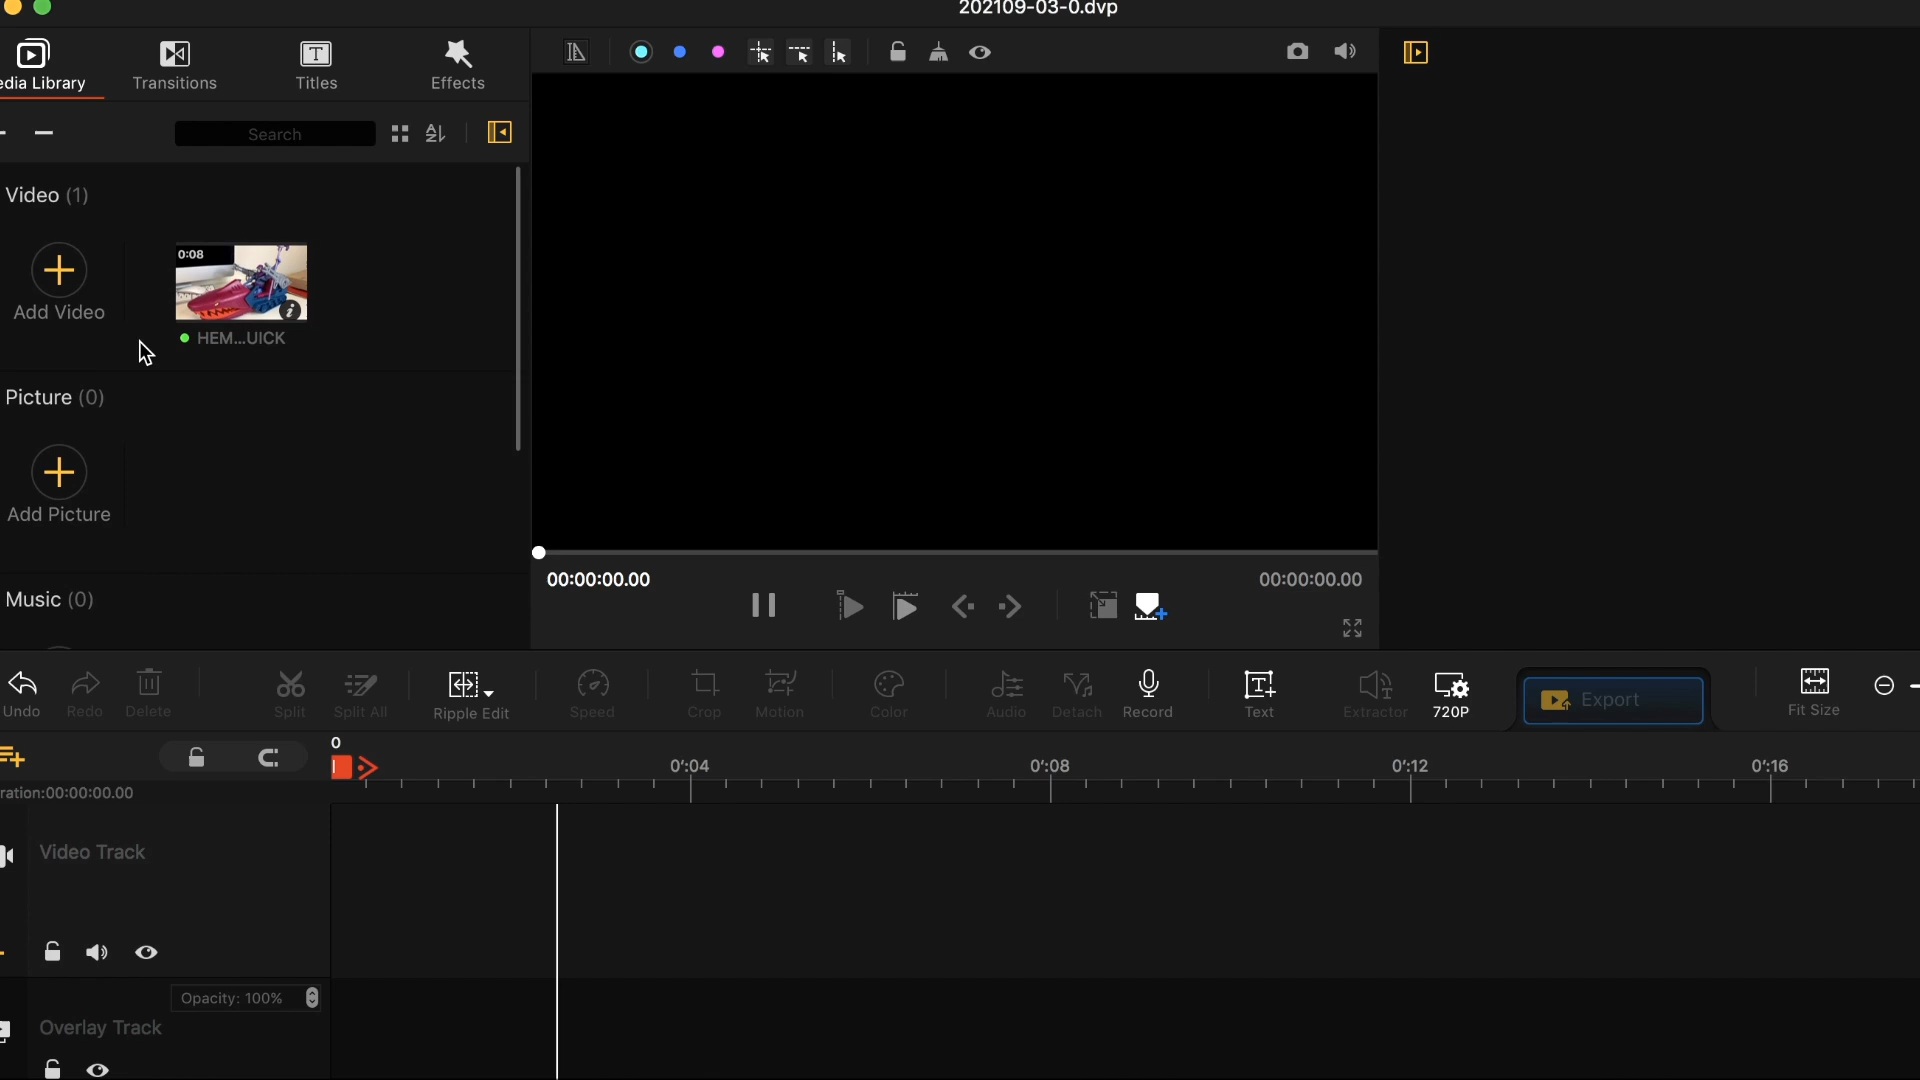 202109-03-0.dvp
edia Library
Transitions
Titles
Effects
Search
Video (1)
0:08
Add Video
HEM...UICK
Picture (0)
Add Picture
Music (0)
00:00:00.00
00:00:00.00
Undo
Redo
Delete
Split
Split All
Ripple Edit
Speed
Crop
Motion
Color
Audio
Detach
Record
Text
Extractor
720P
Export
Fit Size
0
0':04
0':08
0':12
0':16
ration:00:00:00.00
Video Track
Opacity: 100%
Overlay Track